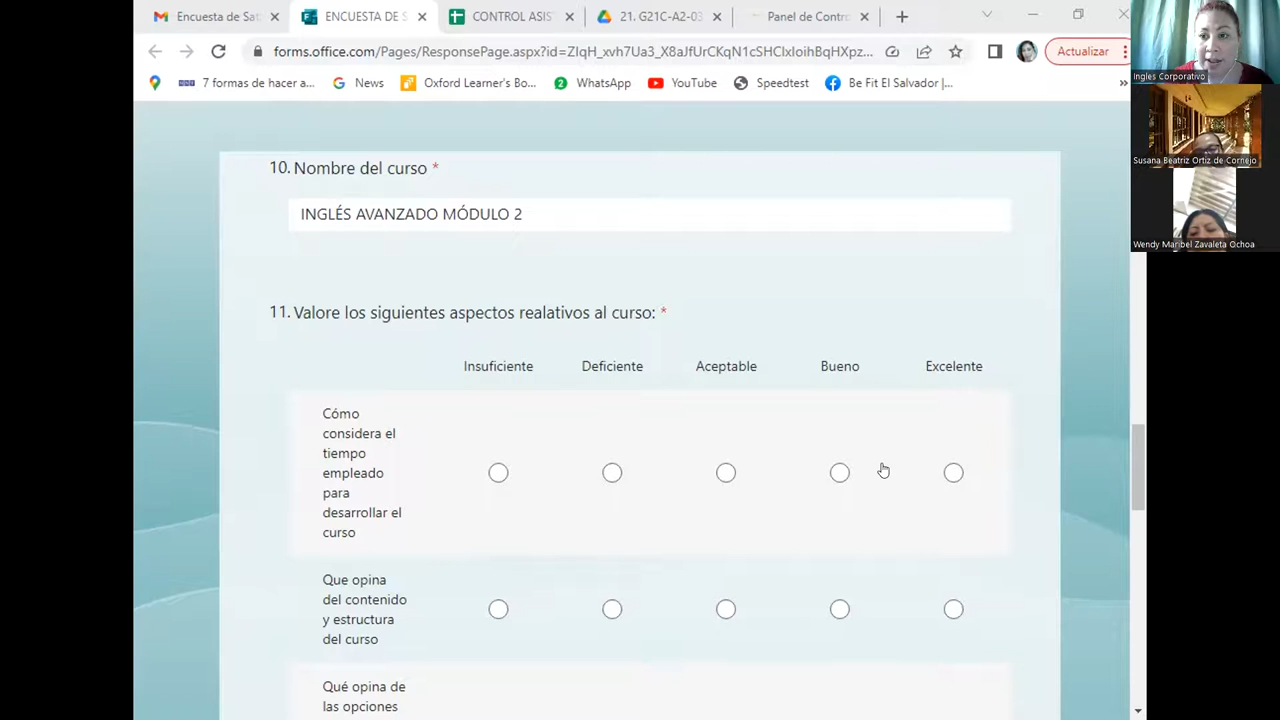 Encuesta de Sat
ENCUESTA DE S
CONTROL ASIS
21. G21C-A2-03
Panel de Contro
forms.office.com/Pages/ResponsePage.aspx?id=ZIqH_xvh7Ua3_X8aJfUrCKqN1cSHClxIoihBqHXpz...
Actualizar
7 formas de hacer a...
News
Oxford Learner's Bo...
WhatsApp
YouTube
Speedtest
Be Fit El Salvador |...
»
Ingles Corporativo
Susana Beatriz Ortiz de Cornejo
Wendy Maribel Zavaleta Ochoa
10. Nombre del curso *
INGLÉS AVANZADO MÓDULO 2
11. Valore los siguientes aspectos realativos al curso: *
Insuficiente Deficiente Aceptable Bueno Excelente
Cómo
considera el
tiempo
empleado
para
desarrollar el
curso
Que opina
del contenido
y estructura
del curso
Qué opina de
las opciones